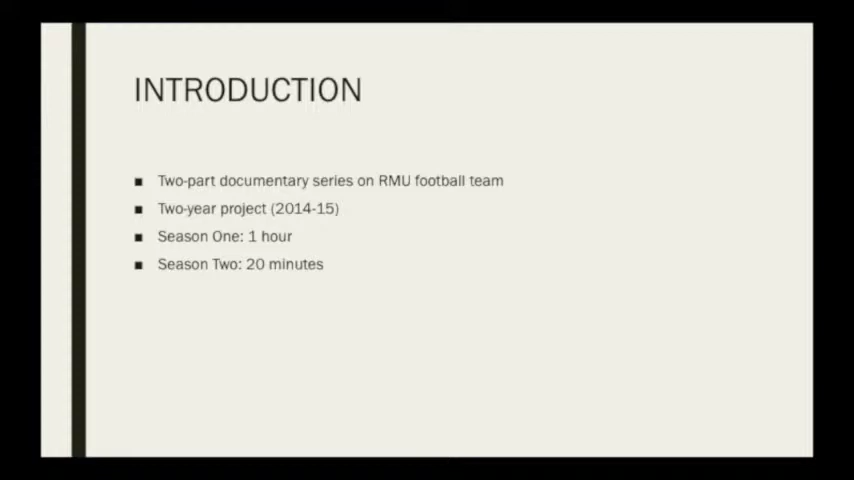 INTRODUCTION
Two-part documentary series on RMU football team
Two-year project (2014-15)
Season One: 1 hour
Season Two: 20 minutes